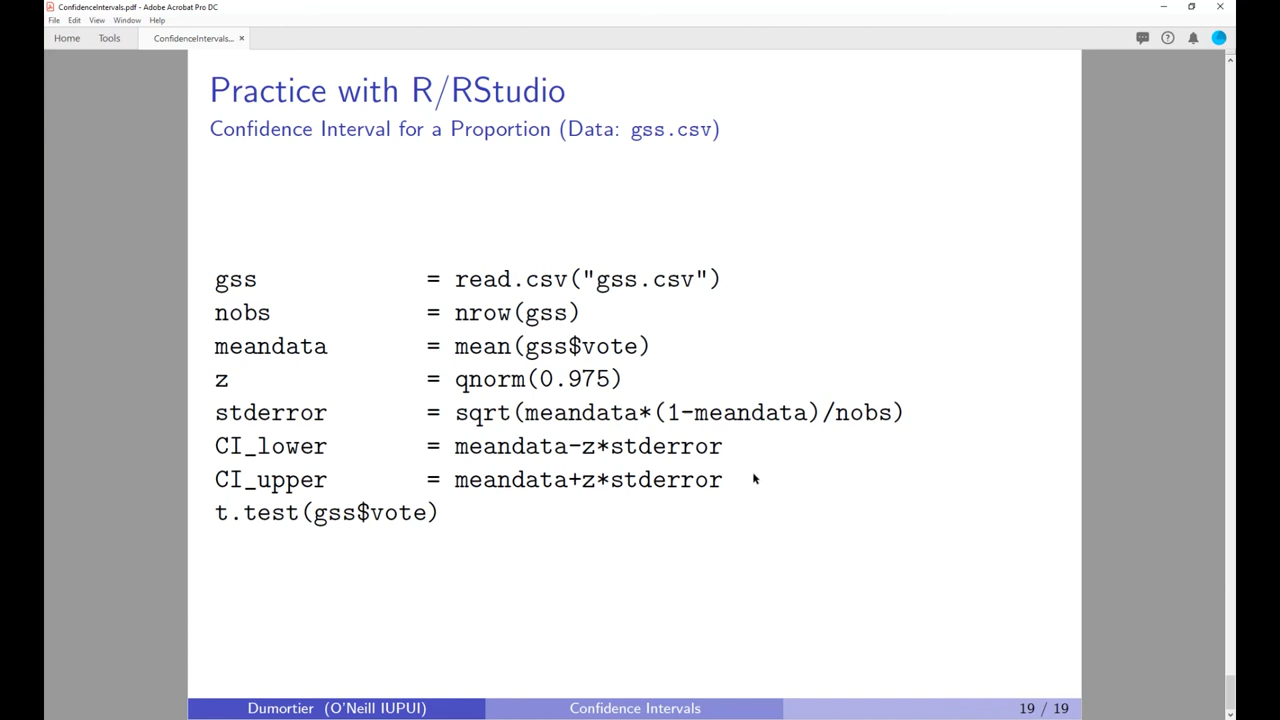 ConfidenceIntervals.pdf - Adobe Acrobat Pro DC
File Edit View Window Help
Home Tools ConfidenceIntervals... ×
Practice with R/RStudio
Confidence Interval for a Proportion (Data: gss.csv)
gss = read.csv("gss.csv")
nobs = nrow(gss)
meandata = mean(gss$vote)
z = qnorm(0.975)
stderror = sqrt(meandata*(1-meandata)/nobs)
CI_lower = meandata-z*stderror
CI_upper = meandata+z*stderror
t.test(gss$vote)
Dumortier (O'Neill IUPUI) Confidence Intervals 19 / 19